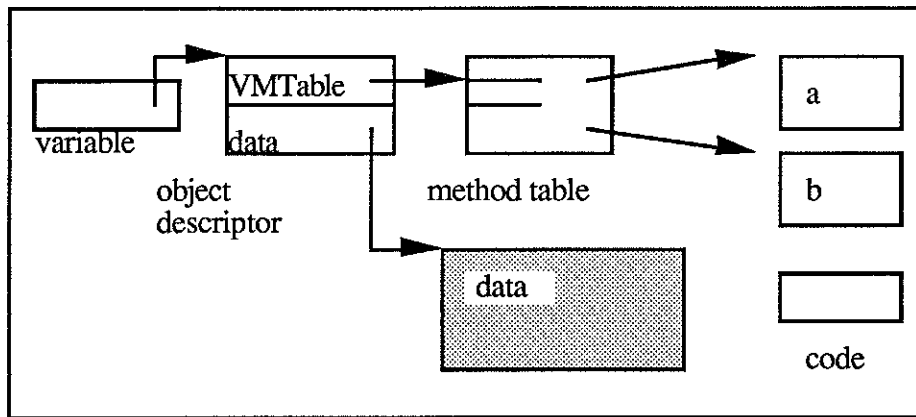 VMTable
a
variable
data
object
descriptor
method table
b
data
code